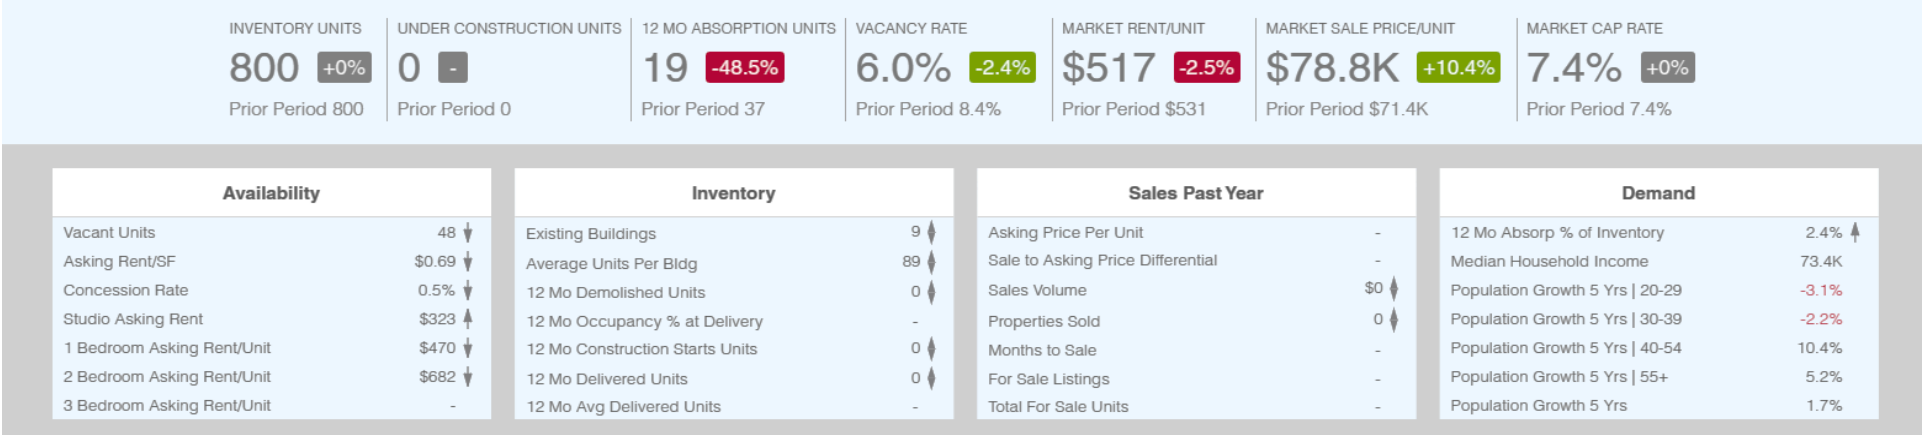 INVENTORY UNITS
800 +0%
Prior Period 800
UNDER CONSTRUCTION UNITS
0 -
Prior Period 0
12 MO ABSORPTION UNITS
19 -48.5%
Prior Period 37
VACANCY RATE
6.0% -2.4%
Prior Period 8.4%
MARKET RENT/UNIT
$517 -2.5%
Prior Period $531
MARKET SALE PRICE/UNIT
$78.8K +10.4%
Prior Period $71.4K
MARKET CAP RATE
7.4% +0%
Prior Period 7.4%
Availability
Vacant Units 48
Asking Rent/SF $0.69
Concession Rate 0.5%
Studio Asking Rent $323
1 Bedroom Asking Rent/Unit $470
2 Bedroom Asking Rent/Unit $682
3 Bedroom Asking Rent/Unit -
Inventory
Existing Buildings 9
Average Units Per Bldg 89
12 Mo Demolished Units 0
12 Mo Occupancy % at Delivery -
12 Mo Construction Starts Units 0
12 Mo Delivered Units 0
12 Mo Avg Delivered Units -
Sales Past Year
Asking Price Per Unit -
Sale to Asking Price Differential -
Sales Volume $0
Properties Sold 0
Months to Sale -
For Sale Listings -
Total For Sale Units -
Demand
12 Mo Absorp % of Inventory 2.4%
Median Household Income 73.4K
Population Growth 5 Yrs | 20-29 -3.1%
Population Growth 5 Yrs | 30-39 -2.2%
Population Growth 5 Yrs | 40-54 10.4%
Population Growth 5 Yrs | 55+ 5.2%
Population Growth 5 Yrs 1.7%